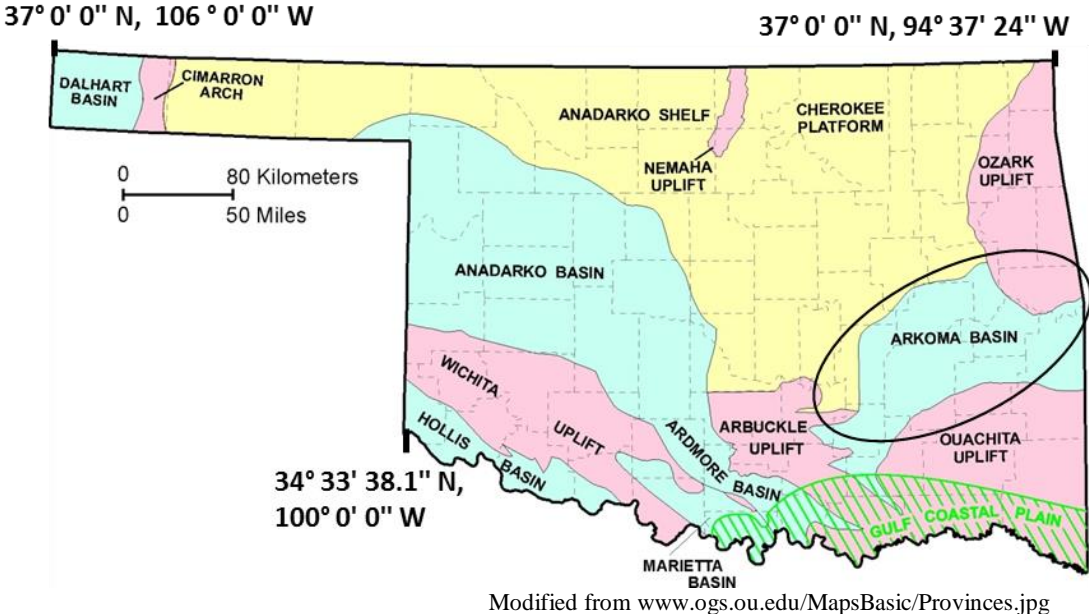 37° 0' 0'' N, 106 ° 0' 0'' W
37° 0' 0'' N, 94° 37' 24'' W
DALHART
BASIN
CIMARRON
ARCH
ANADARKO SHELF
CHEROKEE
PLATFORM
NEMAHA
UPLIFT
OZARK
UPLIFT
0
80 Kilometers
0
50 Miles
ANADARKO BASIN
ARKOMA BASIN
WICHITA
UPLIFT
HOLLIS
BASIN
ARDMORE BASIN
ARBUCKLE
UPLIFT
OUACHITA
UPLIFT
34° 33' 38.1'' N,
100° 0' 0'' W
GULF COASTAL PLAIN
MARIETTA
BASIN
Modified from www.ogs.ou.edu/MapsBasic/Provinces.jpg